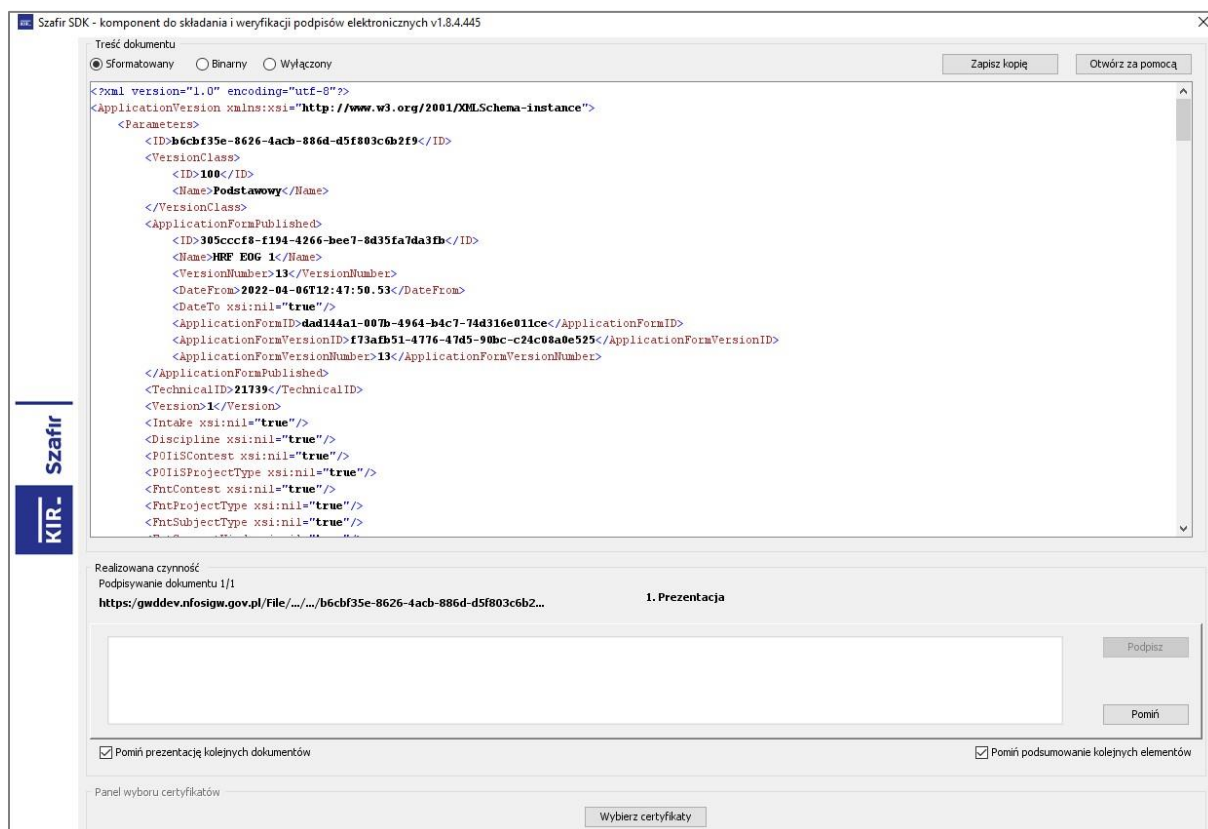 Szafir SDK - komponent do składania i weryfikacji podpisów elektronicznych v1.8.4.445
Treść dokumentu
Sformatowany Binarny Wyłączony Zapisz kopię Otwórz za pomocą
<?xml version="1.0" encoding="utf-8"?>
<ApplicationVersion xmlns:xsi="http://www.w3.org/2001/XMLSchema-instance">
<Parameters>
<ID>b6cbf35e-8626-4acb-886d-d5f803c6b2f9</ID>
<VersionClass>
<ID>100</ID>
<Name>Podstawowy</Name>
</VersionClass>
<ApplicationFormPublished>
<ID>305cccf8-f194-4266-bee7-8d35fa7da3fb</ID>
<Name>HRF EOG 1</Name>
<VersionNumber>13</VersionNumber>
<DateFrom>2022-04-06T12:47:50.53</DateFrom>
<DateTo xsi:nil="true"/>
<ApplicationFormID>dad144a1-007b-4964-b4c7-74d316e011ce</ApplicationFormID>
<ApplicationFormVersionID>f73afb51-4776-47d5-90bc-c24c08a0e525</ApplicationFormVersionID>
<ApplicationFormVersionNumber>13</ApplicationFormVersionNumber>
</ApplicationFormPublished>
<TechnicalID>21739</TechnicalID>
<Version>1</Version>
<Intake xsi:nil="true"/>
<Discipline xsi:nil="true"/>
<POIiSContest xsi:nil="true"/>
<POIiSProjectType xsi:nil="true"/>
<FntContest xsi:nil="true"/>
<FntProjectType xsi:nil="true"/>
<FntSubjectType xsi:nil="true"/>
Szafir
KIR.
Realizowana czynność
Podpisywanie dokumentu 1/1
https:/gwddev.nfosigw.gov.pl/File/.../.../b6cbf35e-8626-4acb-886d-d5f803c6b2... 1. Prezentacja
Podpisz
Pomiń
Pomiń prezentację kolejnych dokumentów Pomiń podsumowanie kolejnych elementów
Panel wyboru certyfikatów
Wybierz certyfikaty